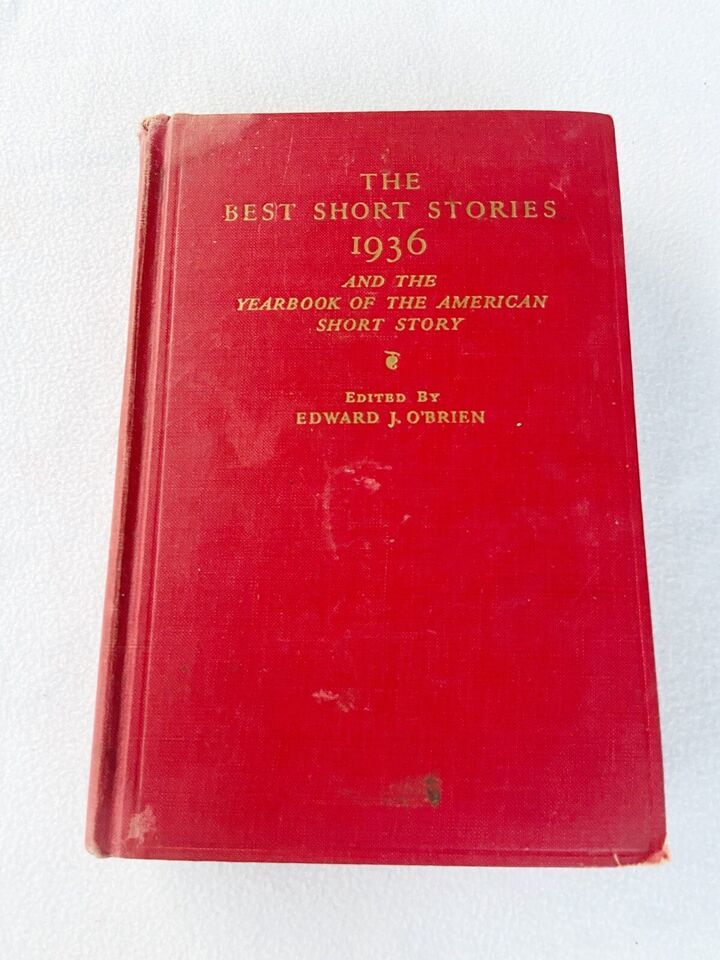 THE
BEST SHORT STORIES
1936
AND THE
YEARBOOK OF THE AMERICAN
SHORT STORY
EDITED BY
EDWARD J. O'BRIEN